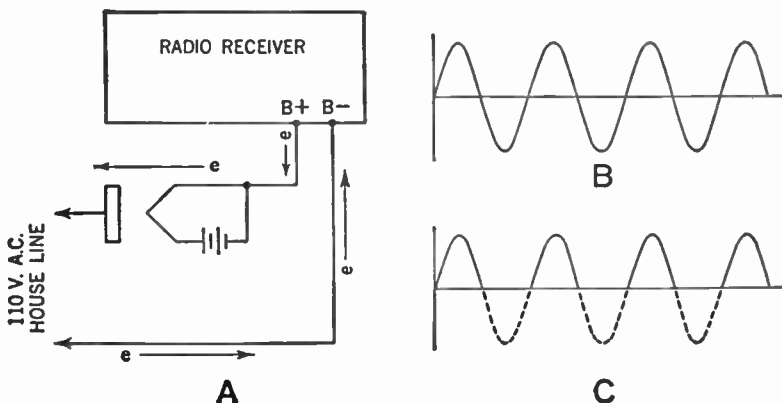 RADIO RECEIVER
B+ B-
e
e
e
e
110 V. A.C.
HOUSE LINE
A
B
C